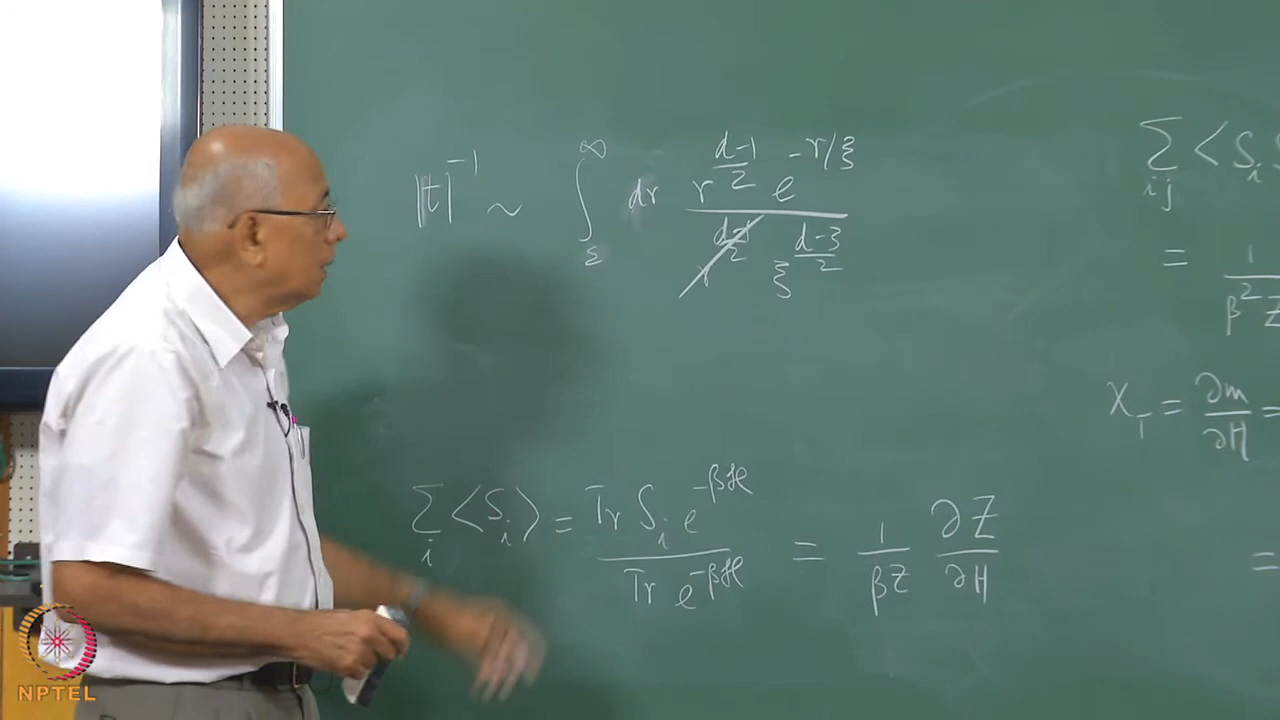 |t|^{-1} ~ ∫_ε^∞ dr r^{(d-1)/2} e^{-r/ξ} / r^{(d-1)/2} ξ^{(d-3)/2}
Σ_i <S_i> = Tr S_i e^{-βℋ} / Tr e^{-βℋ} = 1/(βZ) ∂Z/∂H
Σ_{ij} <S_i
= 1/(β²Z
χ_T = ∂m/∂H =
=
NPTEL